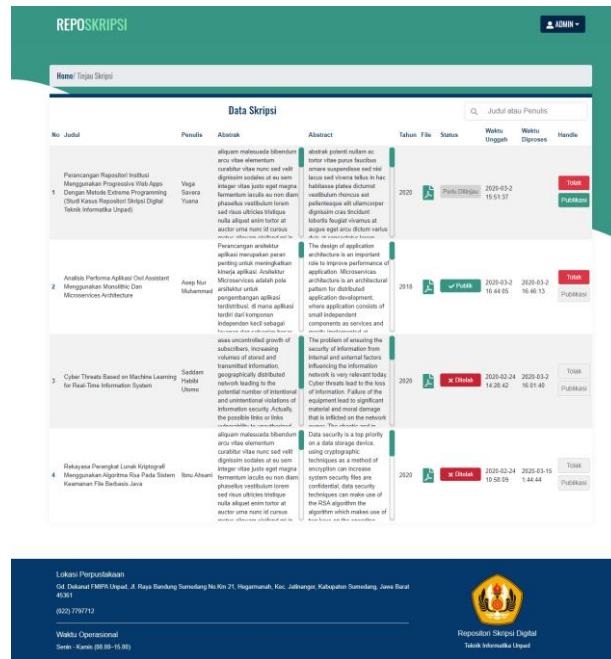 REPOSKRIPSI
ADMIN
Home/ Tinjau Skripsi
Data Skripsi
Judul atau Penulis
No Judul Penulis Abstrak Abstract Tahun File Status Waktu Unggah Waktu Diproses Handle
1
Perancangan Repositori Institusi
Menggunakan Progressive Web Apps
Dengan Metode Extreme Programming
(Studi Kasus Repositori Skripsi Digital
Teknik Informatika Unpad)
Vega
Savera
Yuana
aliquam malesuada bibendum
arcu vitae elementum
curabitur vitae nunc sed velit
dignissim sodales ut eu sem
integer vitae justo eget magna
fermentum iaculis eu non diam
phasellus vestibulum lorem
sed risus ultricies tristique
nulla aliquet enim tortor at
auctor urna nunc id cursus
abstrak potenti nullam ac
tortor vitae purus faucibus
ornare suspendisse sed nisi
lacus sed viverra tellus in hac
habitasse platea dictumst
vestibulum rhoncus est
pellentesque elit ullamcorper
dignissim cras tincidunt
lobortis feugiat vivamus at
augue eget arcu dictum varius
2020
Perlu Ditinjau
2020-03-2
15:51:37
Tolak
Publikasi
2
Analisis Performa Aplikasi Owl Assistant
Menggunakan Monolithic Dan
Microservices Architecture
Asep Nur
Muhammad
Perancangan arsitektur
aplikasi merupakan peran
penting untuk meningkatkan
kinerja aplikasi. Arsitektur
Microservices adalah pola
arsitektur untuk
pengembangan aplikasi
terdistribusi, di mana aplikasi
terdiri dari komponen
independen kecil sebagai
The design of application
architecture is an important
role to improve performance of
application. Microservices
architecture is an architectural
pattern for distributed
application development,
where application consists of
small independent
components as services and
2018
Publik
2020-03-2
16:44:05
2020-03-2
16:46:13
Tolak
Publikasi
3
Cyber Threats Based on Machine Learning
for Real-Time Information System
Saddam
Habibi
Utomo
ases uncontrolled growth of
subscribers, increasing
volumes of stored and
transmitted information,
geographically distributed
network leading to the
potential number of intentional
and unintentional violations of
information security. Actually,
the possible links or links
The problem of ensuring the
security of information from
internal and external factors
influencing the information
network is very relevant today.
Cyber threats lead to the loss
of information. Failure of the
equipment lead to significant
material and moral damage
that is inflicted on the network
2020
Ditolak
2020-02-24
14:28:42
2020-03-2
16:01:40
Tolak
Publikasi
4
Rekayasa Perangkat Lunak Kriptografi
Menggunakan Algoritma Rsa Pada Sistem
Keamanan File Berbasis Java
Ibnu Ahsani
aliquam malesuada bibendum
arcu vitae elementum
curabitur vitae nunc sed velit
dignissim sodales ut eu sem
integer vitae justo eget magna
fermentum iaculis eu non diam
phasellus vestibulum lorem
sed risus ultricies tristique
nulla aliquet enim tortor at
auctor urna nunc id cursus
Data security is a top priority
on a data storage device,
using cryptographic
techniques as a method of
encryption can increase
system security files are
confidential. data security
techniques can make use of
the RSA algorithm the
algorithm which makes use of
2020
Ditolak
2020-02-24
10:58:09
2020-03-15
1:44:44
Tolak
Publikasi
Lokasi Perpustakaan
Gd. Dekanat FMIPA Unpad, Jl. Raya Bandung Sumedang No.Km 21, Hegarmanah, Kec. Jatinangor, Kabupaten Sumedang, Jawa Barat
45361
(022) 7797712
Waktu Operasional
Senin - Kamis (08.00–15.00)
Repositori Skripsi Digital
Teknik Informatika Unpad